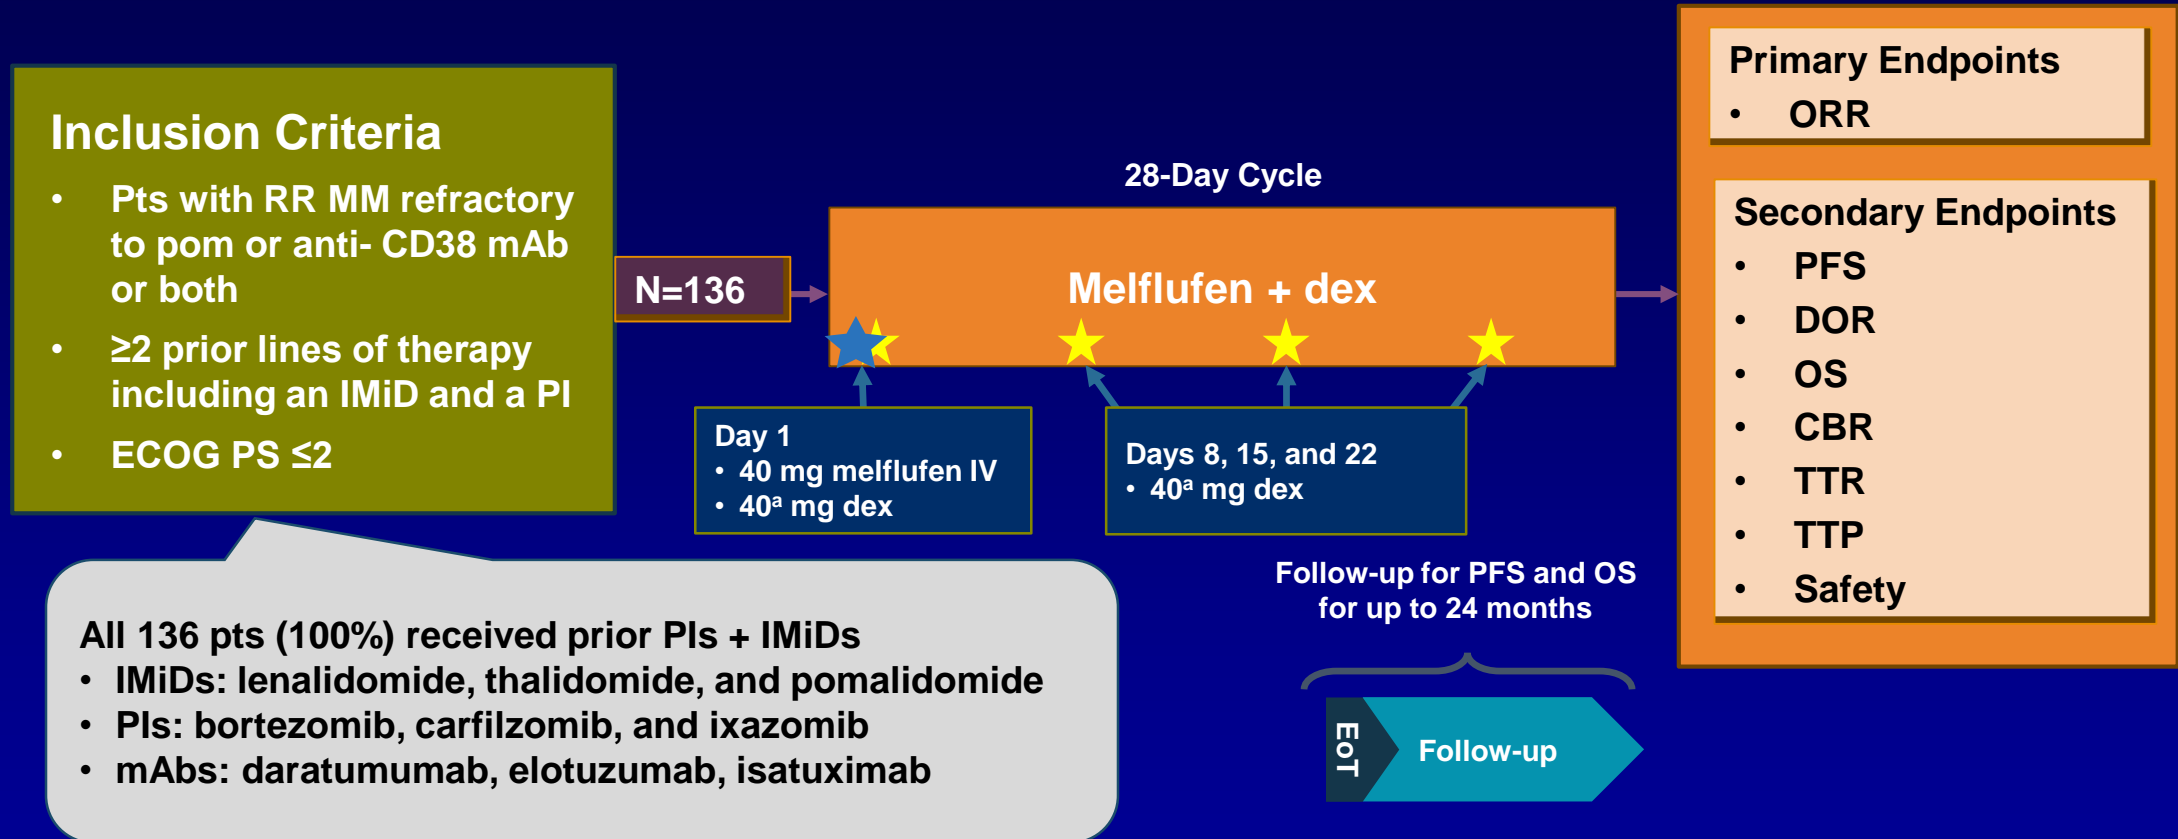 Inclusion Criteria
• Pts with RR MM refractory
to pom or anti- CD38 mAb
or both
• ≥2 prior lines of therapy
including an IMiD and a PI
• ECOG PS ≤2
N=136
28-Day Cycle
Melflufen + dex
Day 1
• 40 mg melflufen IV
• 40ᵃ mg dex
Days 8, 15, and 22
• 40ᵃ mg dex
Primary Endpoints
• ORR
Secondary Endpoints
• PFS
• DOR
• OS
• CBR
• TTR
• TTP
• Safety
All 136 pts (100%) received prior PIs + IMiDs
• IMiDs: lenalidomide, thalidomide, and pomalidomide
• PIs: bortezomib, carfilzomib, and ixazomib
• mAbs: daratumumab, elotuzumab, isatuximab
Follow-up for PFS and OS
for up to 24 months
EoT
Follow-up